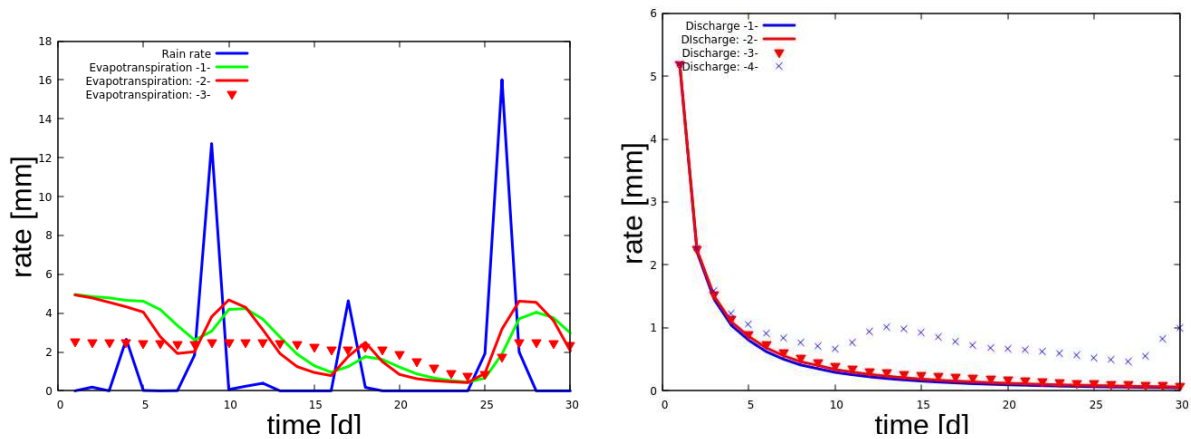 18
16
14
12
10
8
6
4
2
0
rate [mm]
Rain rate
Evapotranspiration -1-
Evapotranspiration: -2-
Evapotranspiration: -3-
0 5 10 15 20 25 30
time [d]
6
5
4
3
2
1
0
rate [mm]
Discharge -1-
DIscharge: -2-
Discharge: -3-
Discharge: -4-
0 5 10 15 20 25 30
time [d]